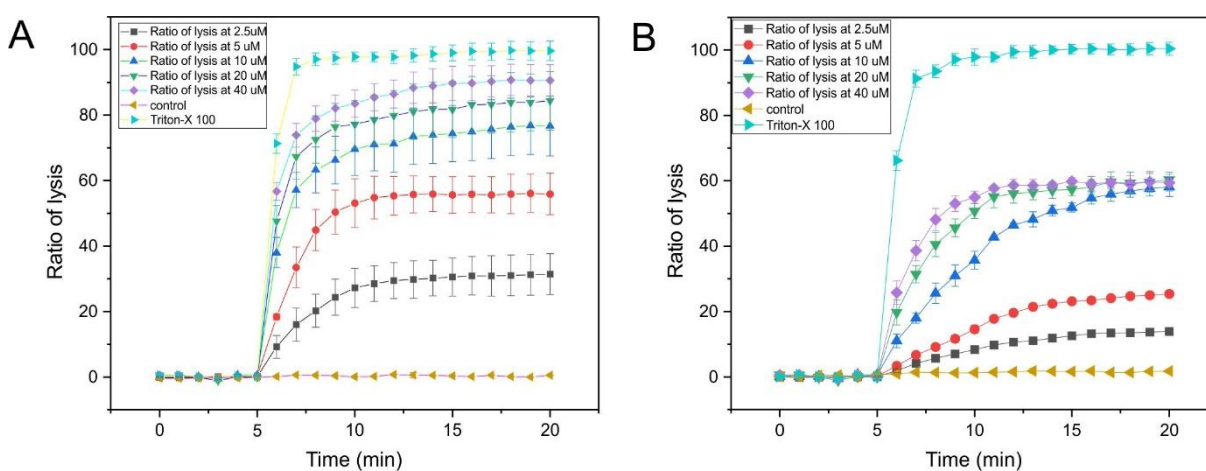 A
Ratio of lysis at 2.5uM
Ratio of lysis at 5 uM
Ratio of lysis at 10 uM
Ratio of lysis at 20 uM
Ratio of lysis at 40 uM
control
Triton-X 100
Ratio of lysis
100
80
60
40
20
0
0 5 10 15 20
Time (min)
B
Ratio of lysis at 2.5uM
Ratio of lysis at 5 uM
Ratio of lysis at 10 uM
Ratio of lysis at 20 uM
Ratio of lysis at 40 uM
control
Triton-X 100
Ratio of lysis
100
80
60
40
20
0
0 5 10 15 20
Time (min)